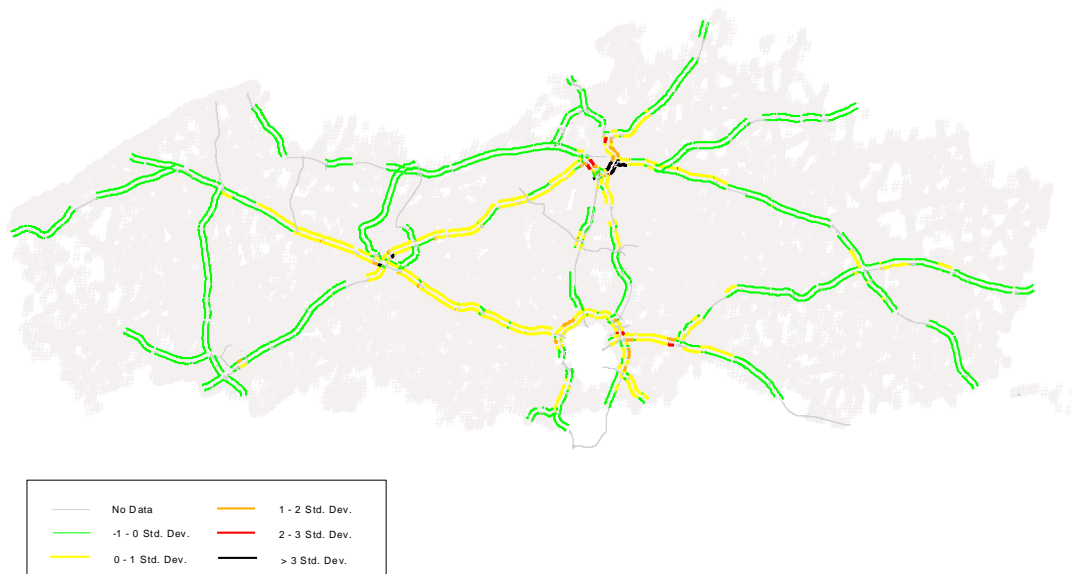 No Data
-1 - 0 Std. Dev.
0 - 1 Std. Dev.
1 - 2 Std. Dev.
2 - 3 Std. Dev.
> 3 Std. Dev.